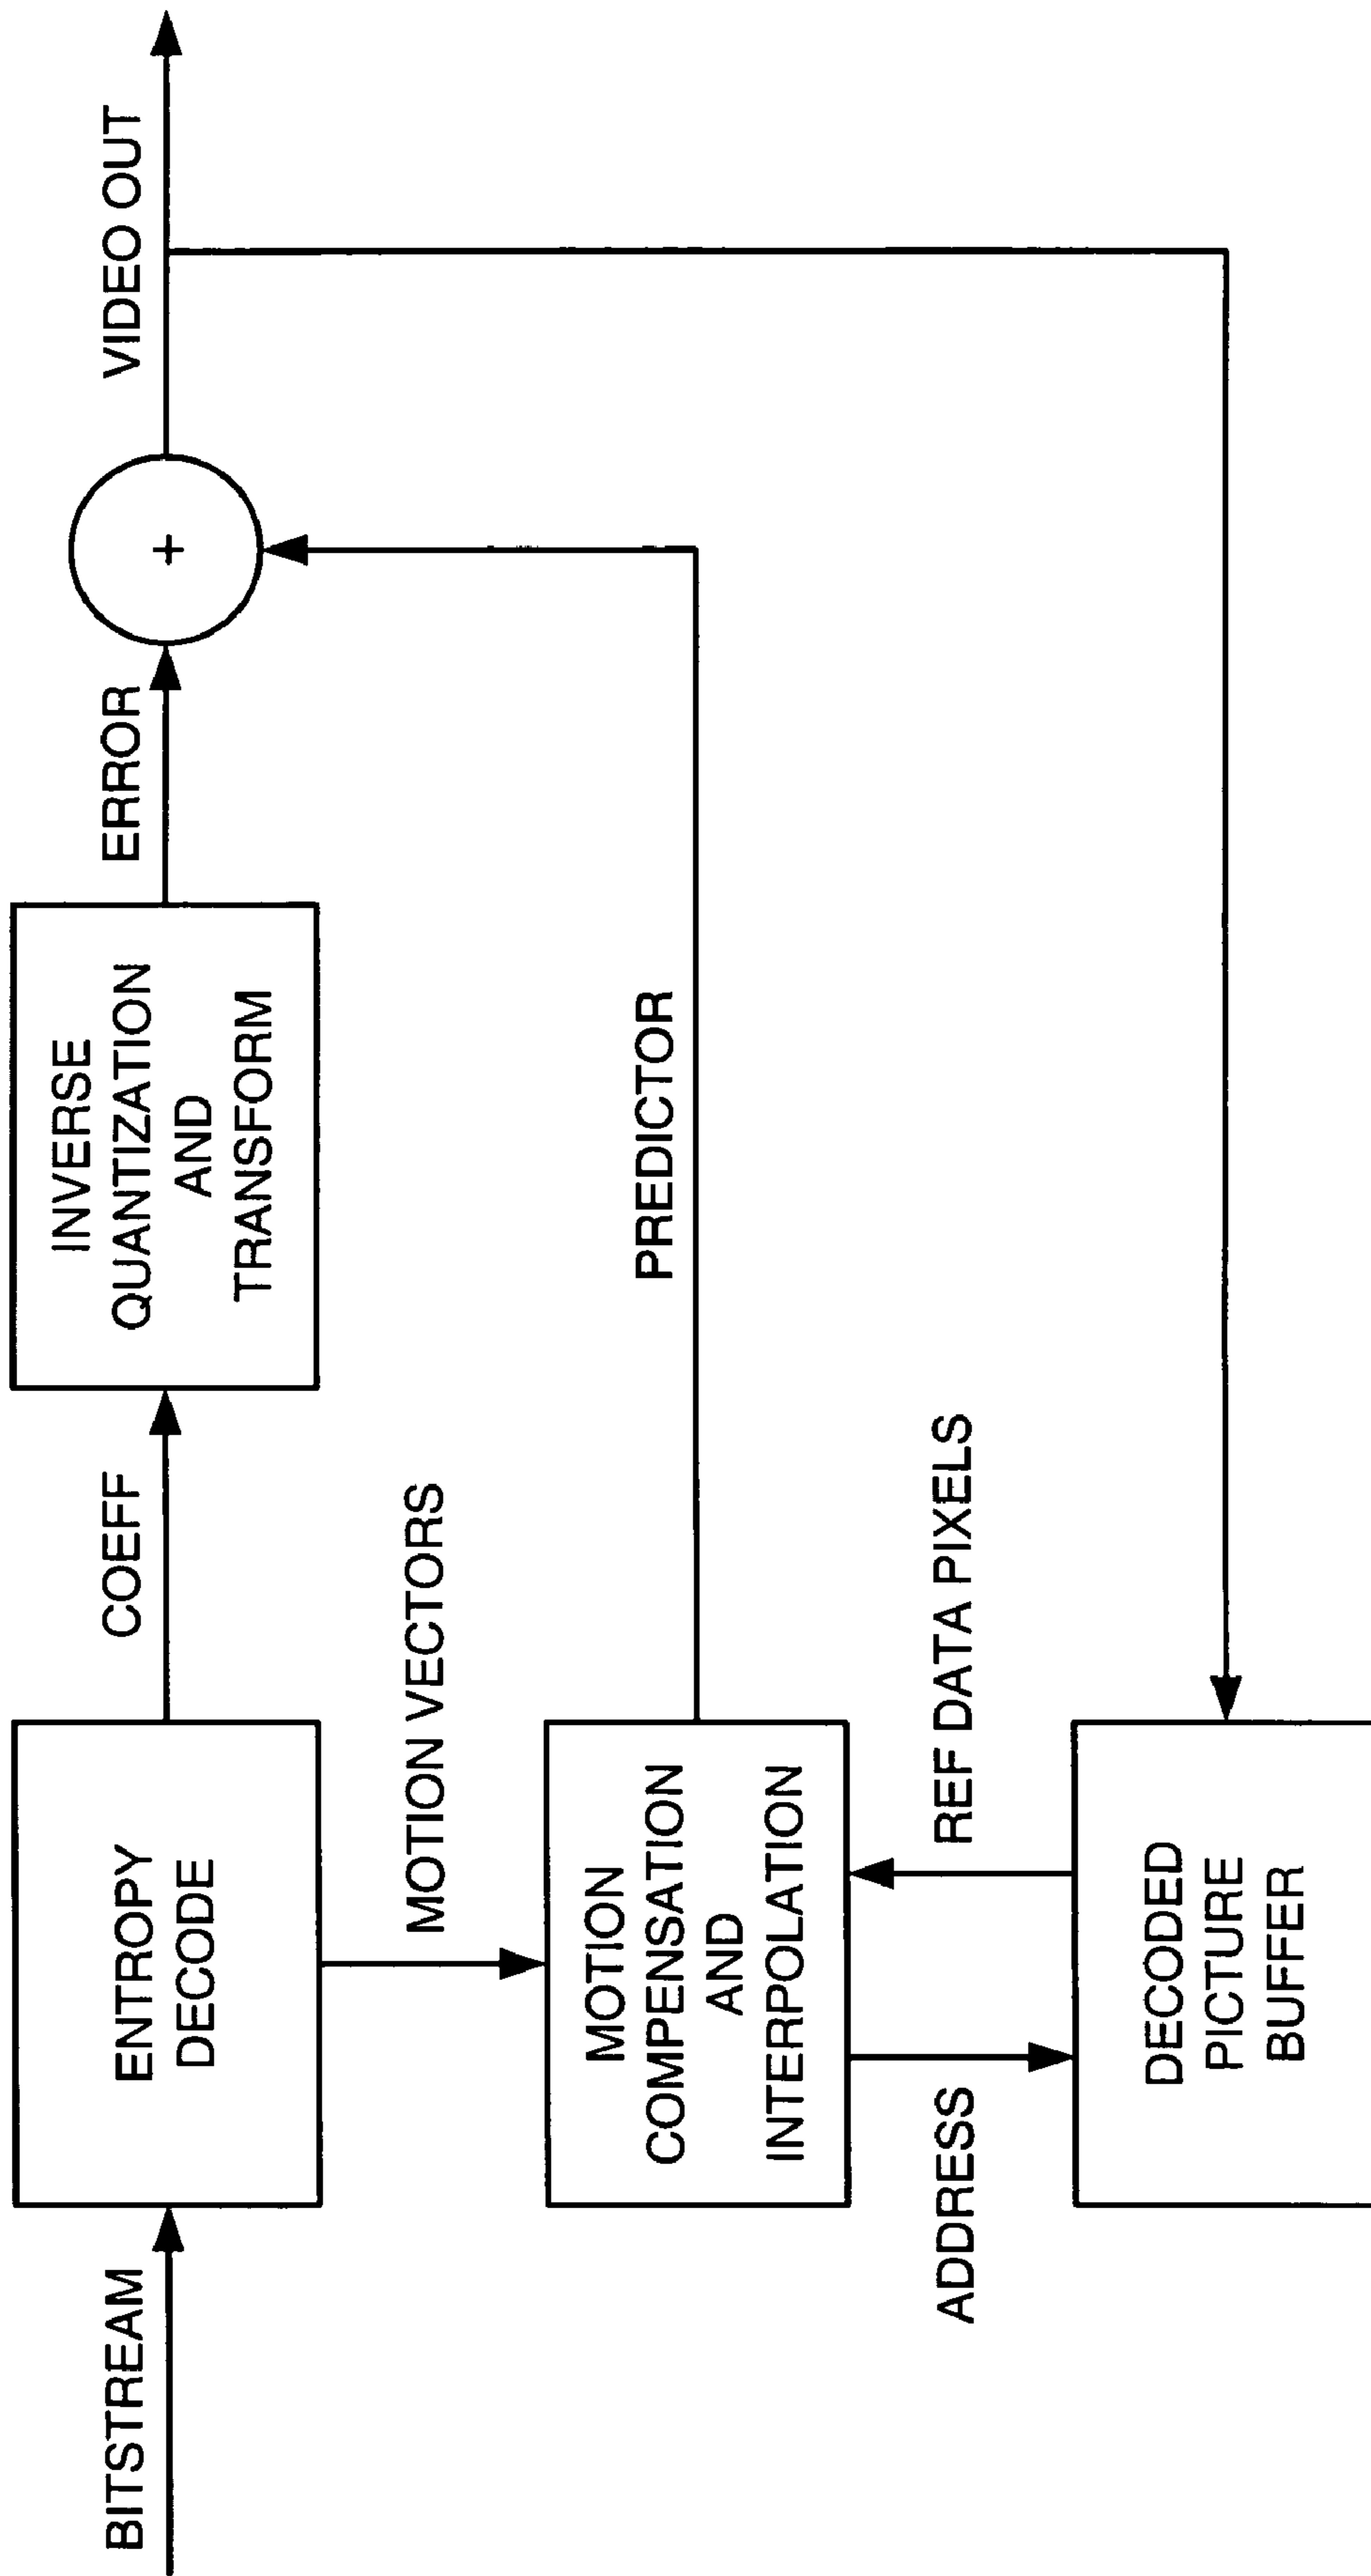 BITSTREAM
ENTROPY
DECODE
COEFF
INVERSE
QUANTIZATION
AND
TRANSFORM
ERROR
+
VIDEO OUT
MOTION VECTORS
MOTION
COMPENSATION
AND
INTERPOLATION
PREDICTOR
ADDRESS
REF DATA PIXELS
DECODED
PICTURE
BUFFER